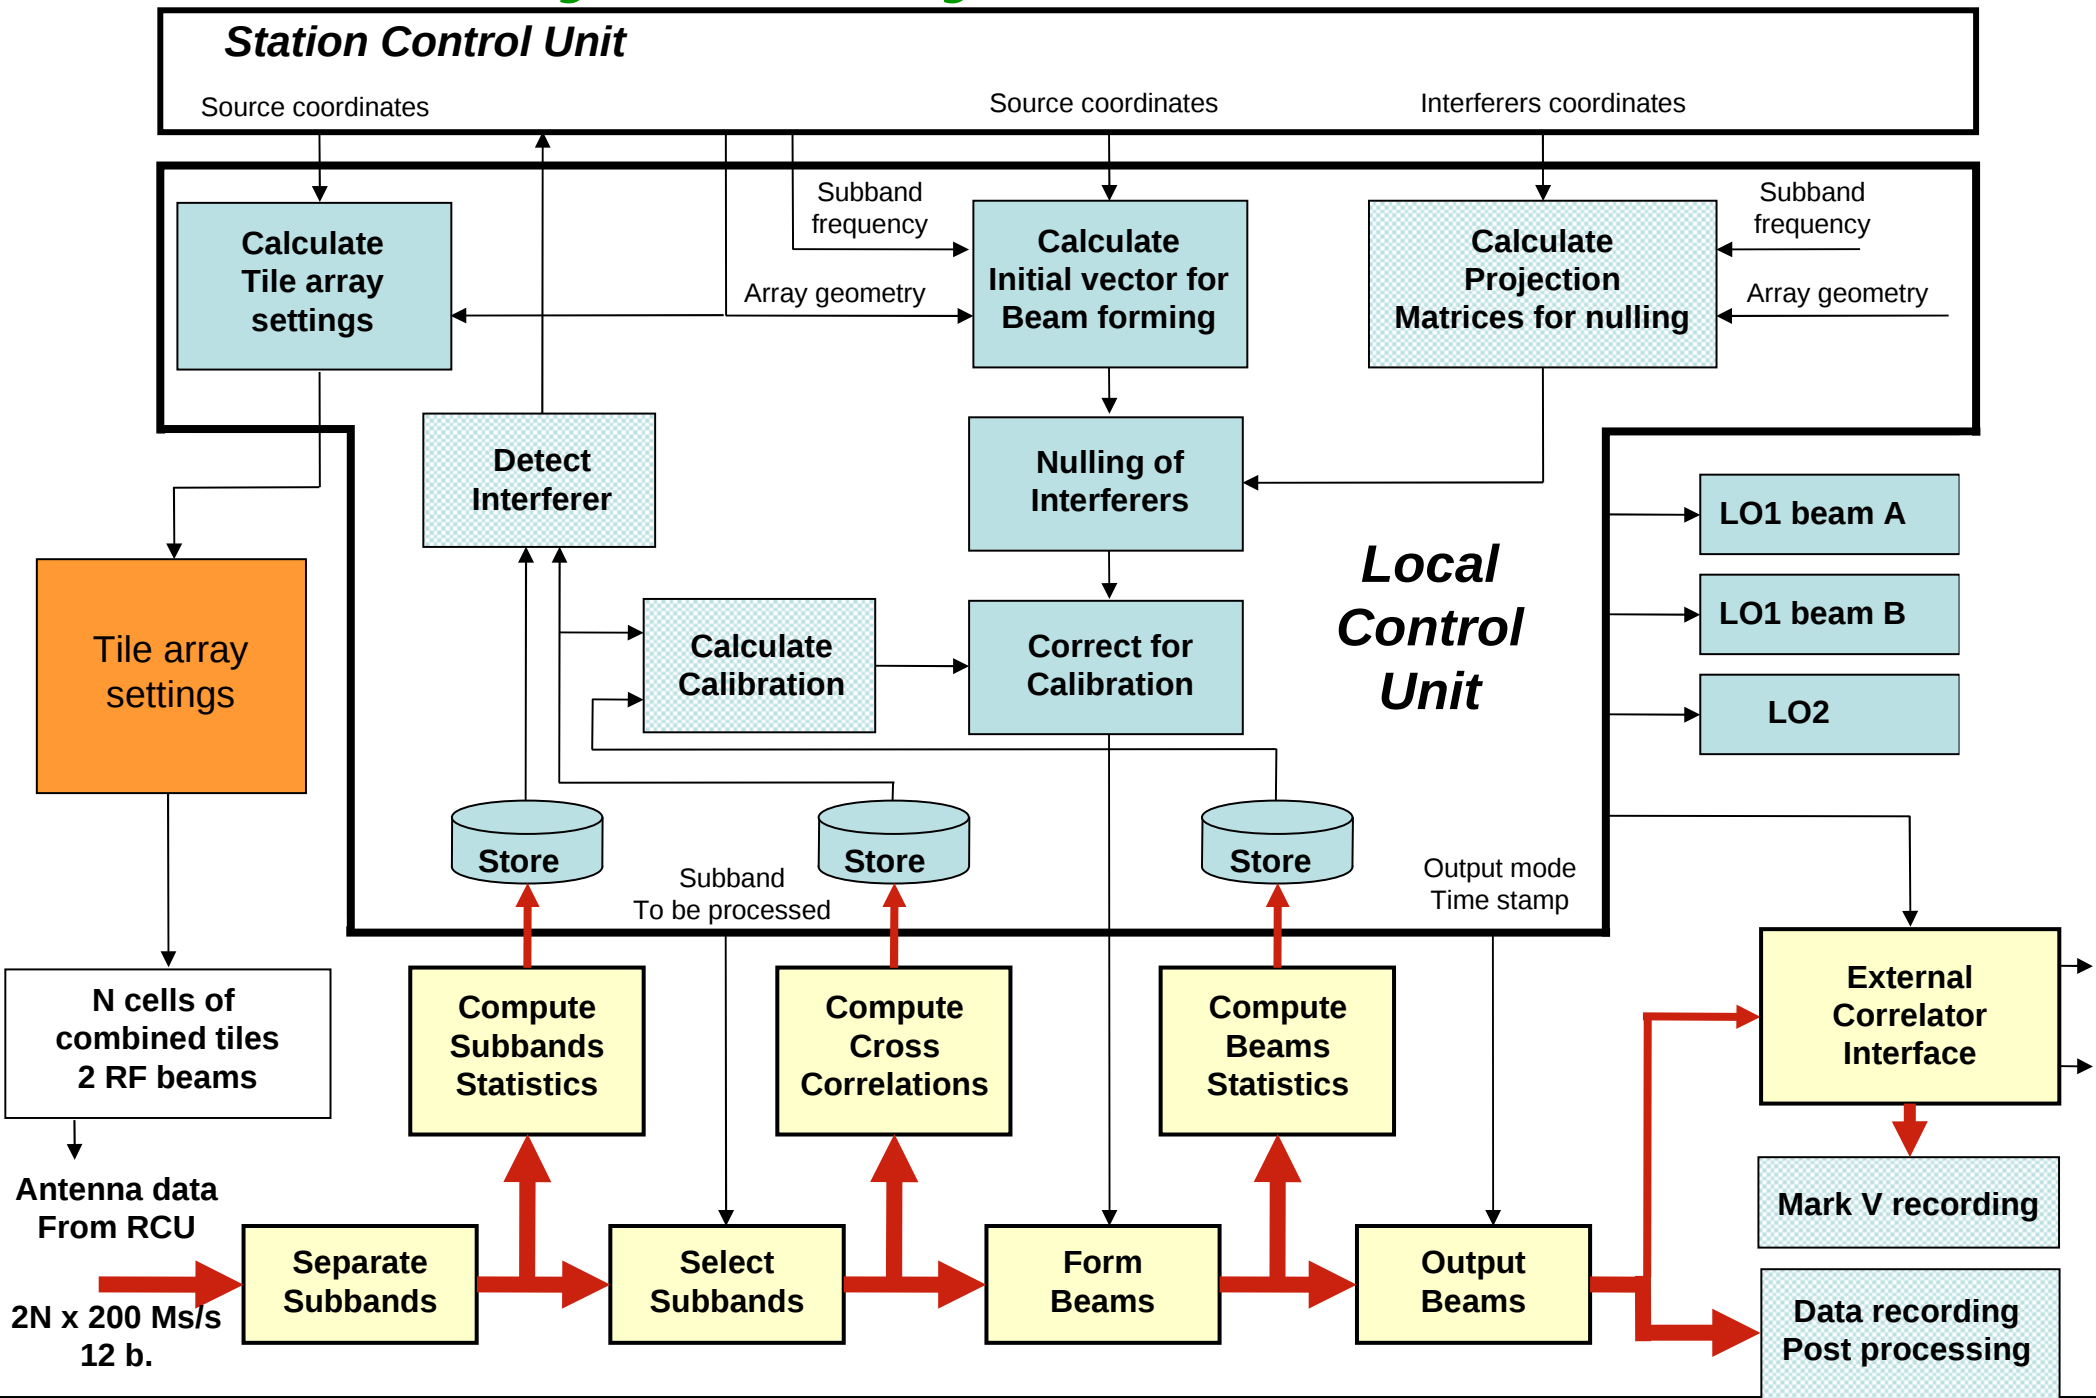 Station Control Unit
Source coordinates
Source coordinates
Interferers coordinates
Subband
frequency
Subband
frequency
Calculate
Tile array
settings
Array geometry
Calculate
Initial vector for
Beam forming
Calculate
Projection
Matrices for nulling
Array geometry
Detect
Interferer
Nulling of
Interferers
LO1 beam A
LO1 beam B
LO2
Local
Control
Unit
Tile array
settings
Calculate
Calibration
Correct for
Calibration
Store
Store
Store
Subband
To be processed
Output mode
Time stamp
N cells of
combined tiles
2 RF beams
Compute
Subbands
Statistics
Compute
Cross
Correlations
Compute
Beams
Statistics
External
Correlator
Interface
Antenna data
From RCU
Mark V recording
2N x 200 Ms/s
12 b.
Separate
Subbands
Select
Subbands
Form
Beams
Output
Beams
Data recording
Post processing